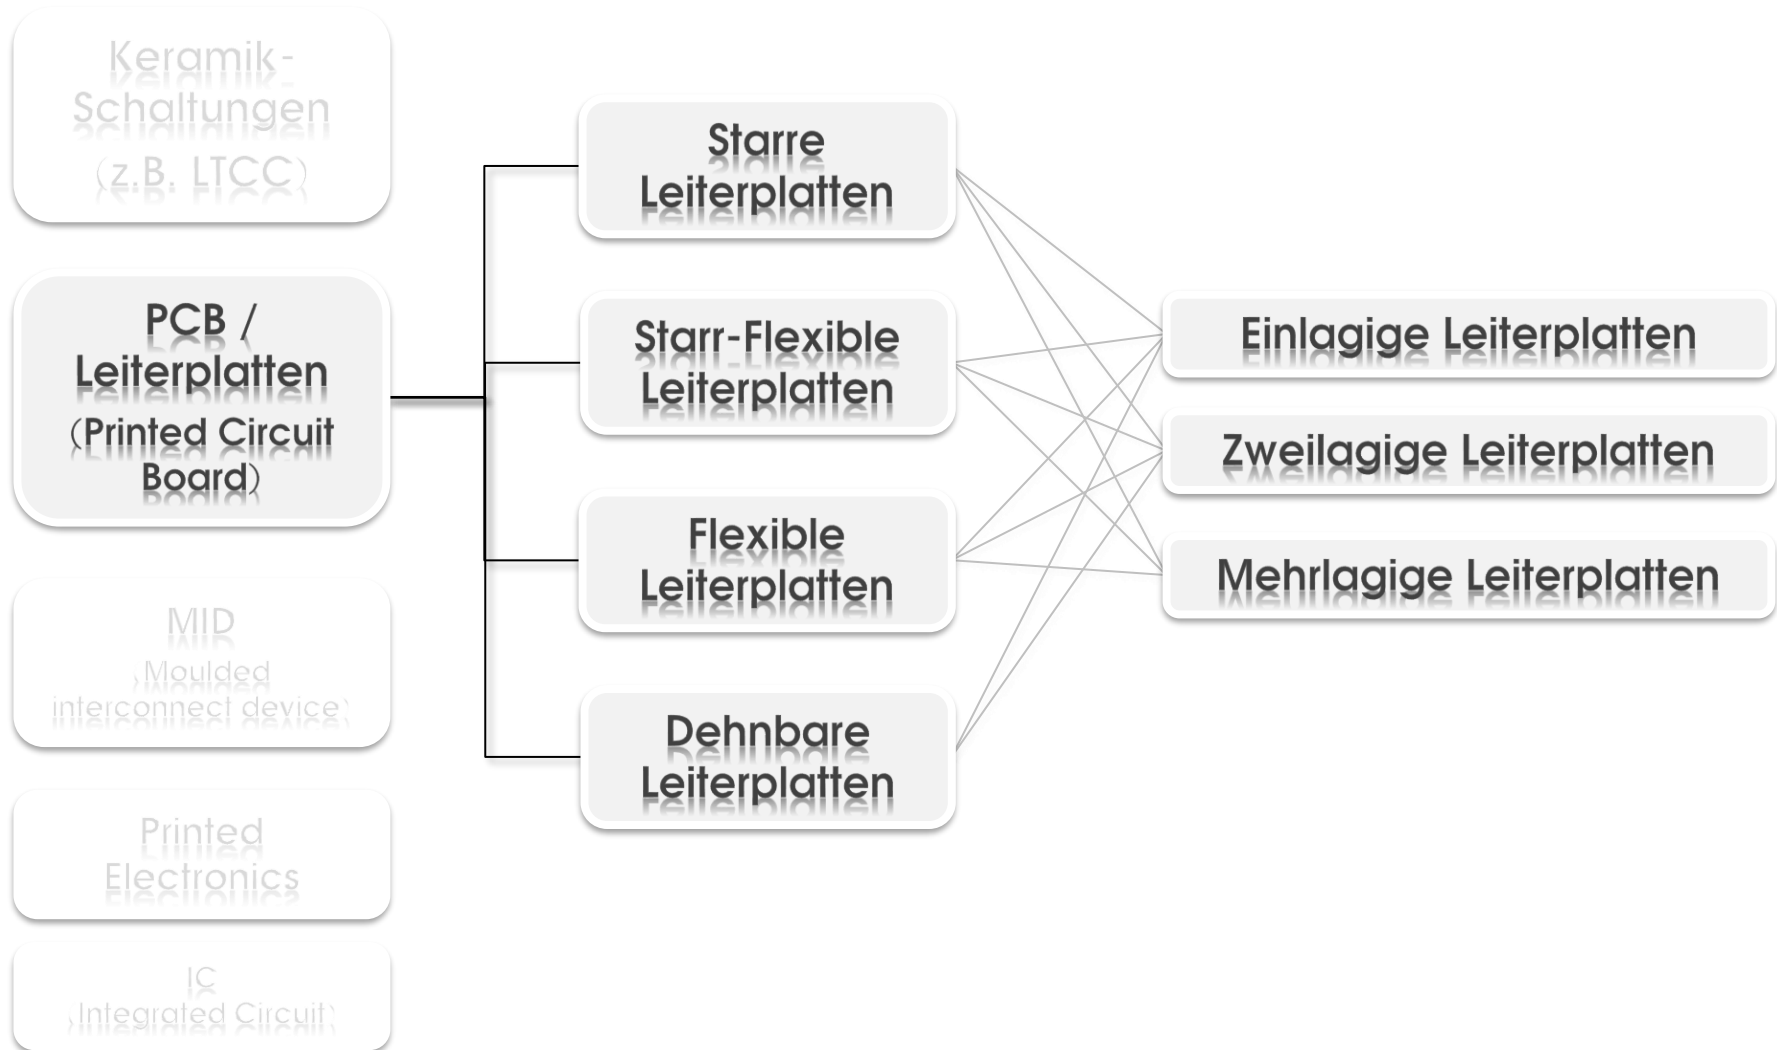 Keramik-
Schaltungen
(z.B. LTCC)
PCB /
Leiterplatten
(Printed Circuit
Board)
MID
(Moulded
interconnect device)
Printed
Electronics
IC
(Integrated Circuit)
Starre
Leiterplatten
Starr-Flexible
Leiterplatten
Flexible
Leiterplatten
Dehnbare
Leiterplatten
Einlagige Leiterplatten
Zweilagige Leiterplatten
Mehrlagige Leiterplatten